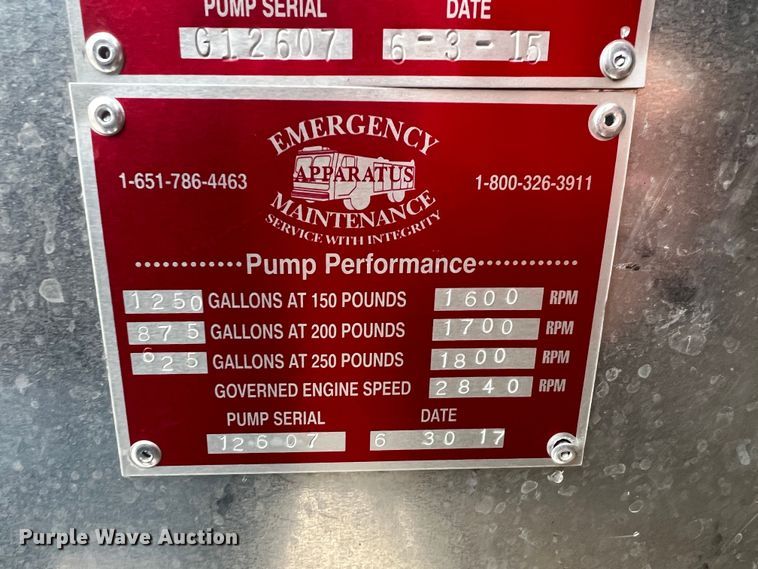 PUMP SERIAL DATE
G12607 6-3-15
EMERGENCY
1-651-786-4463 APPARATUS 1-800-326-3911
MAINTENANCE
SERVICE WITH INTEGRITY
Pump Performance
1250 GALLONS AT 150 POUNDS 1600 RPM
875 GALLONS AT 200 POUNDS 1700 RPM
625 GALLONS AT 250 POUNDS 1800 RPM
GOVERNED ENGINE SPEED 2840 RPM
PUMP SERIAL DATE
12607 6 30 17
Purple Wave Auction